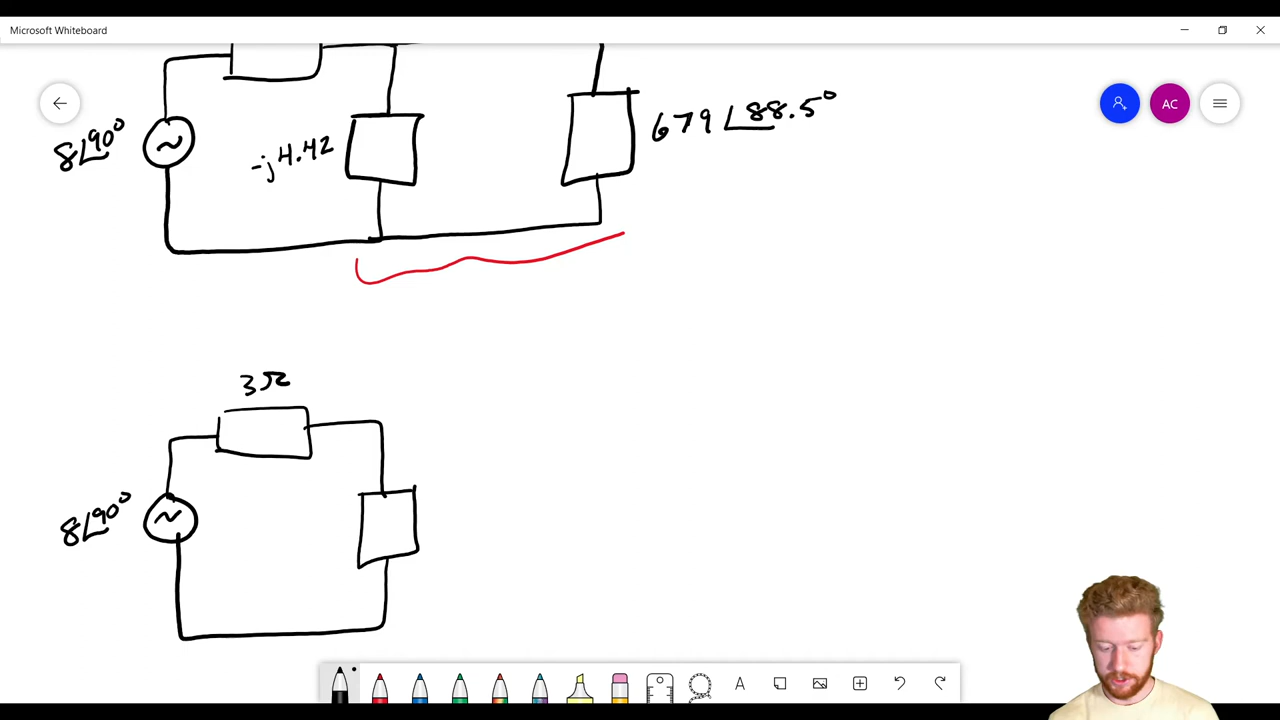 Microsoft Whiteboard
AC
8∠90°
-j4.42
679∠88.5°
3Ω
8∠90°
A